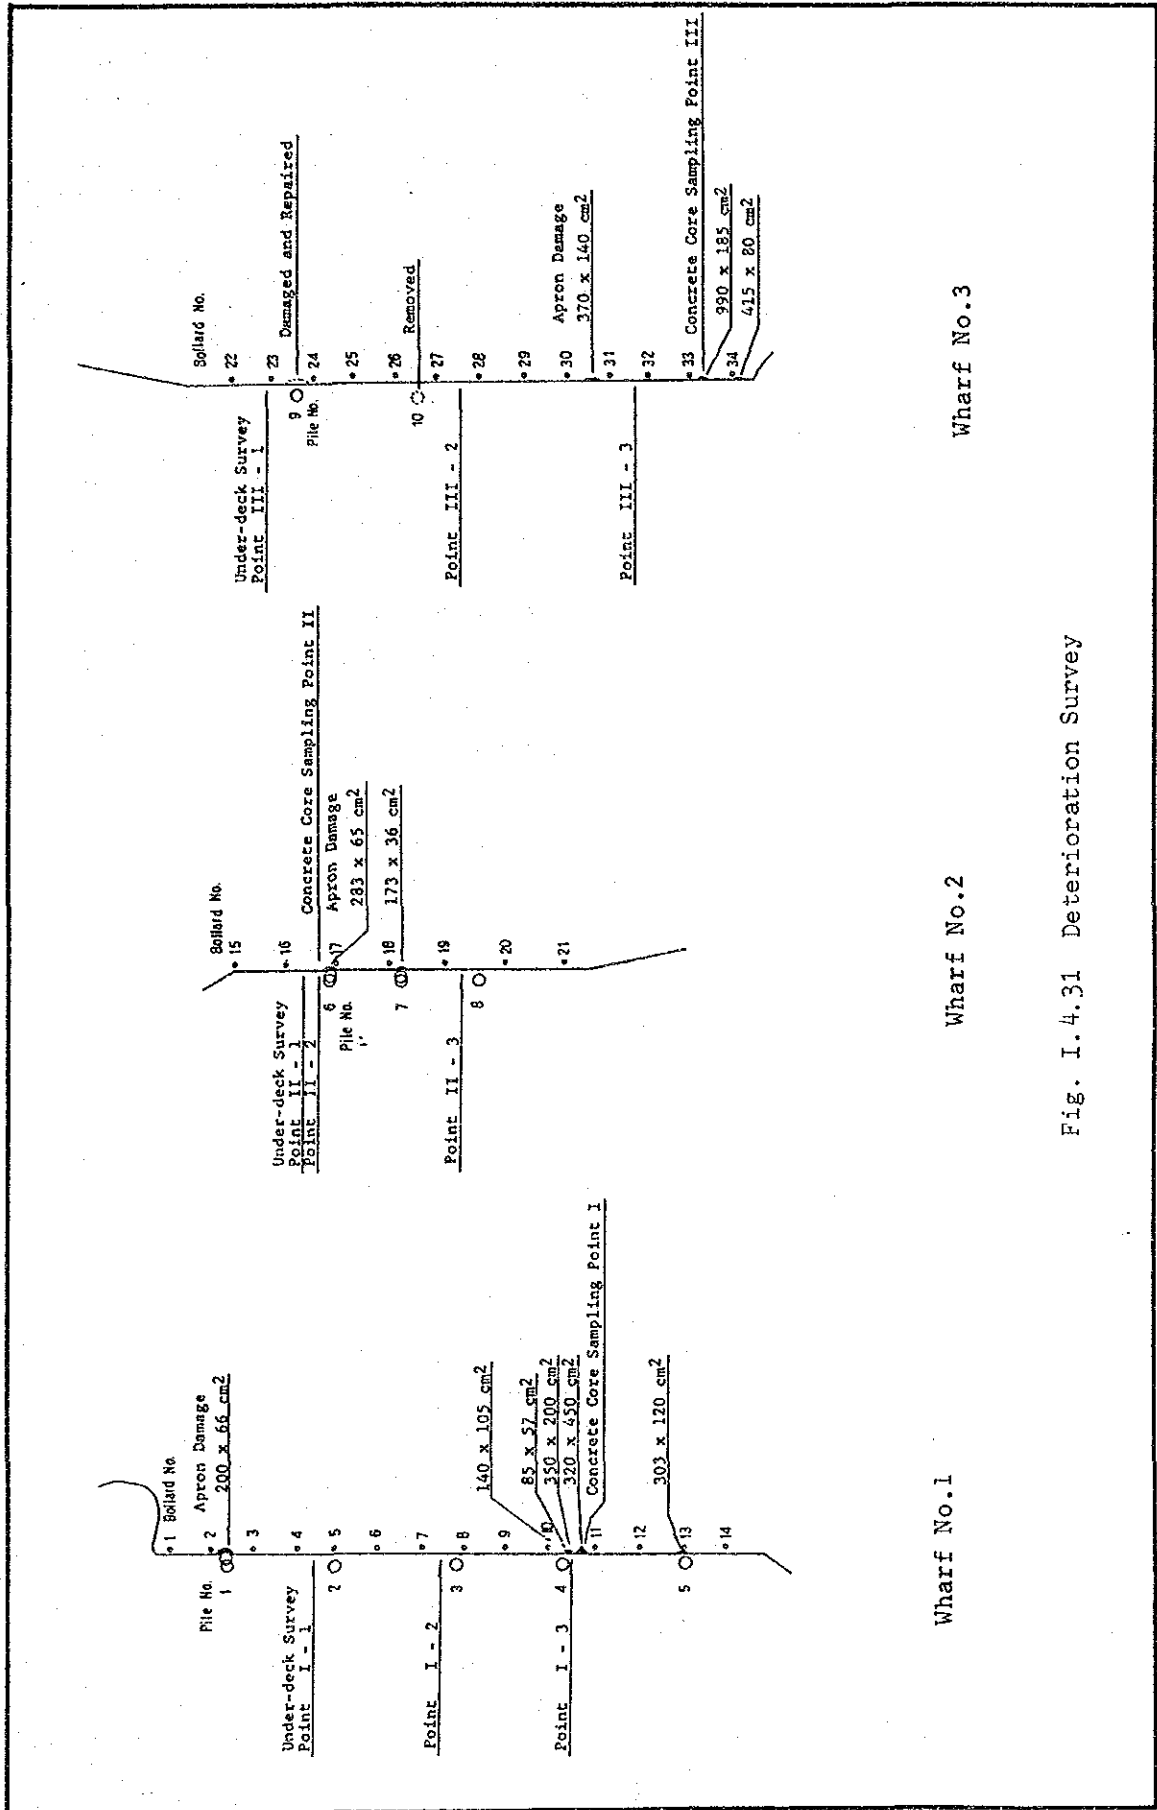 Bollard No.
1
2
3
4
5
6
7
8
9
10
11
12
13
14
Apron Damage
200 x 66 cm2
Pile No.
1
2
3
4
5
Under-deck Survey
Point I - 1
Point I - 2
Point I - 3
140 x 105 cm2
85 x 57 cm2
350 x 200 cm2
320 x 450 cm2
Concrete Core Sampling Point I
303 x 120 cm2
Wharf No.1
Bollard No.
15
16
17
18
19
20
21
Under-deck Survey
Point II - 1
Point II - 2
Point II - 3
Concrete Core Sampling Point II
Apron Damage
283 x 65 cm2
173 x 36 cm2
Pile No.
6
7
8
Wharf No.2
Bollard No.
22
23
24
25
26
27
28
29
30
31
32
33
34
Under-deck Survey
Point III - 1
Point III - 2
Point III - 3
Damaged and Repaired
Removed
9
Pile No.
10
Apron Damage
370 x 140 cm2
Concrete Core Sampling Point III
990 x 185 cm2
415 x 80 cm2
Wharf No.3
Fig. I.4.31 Deterioration Survey